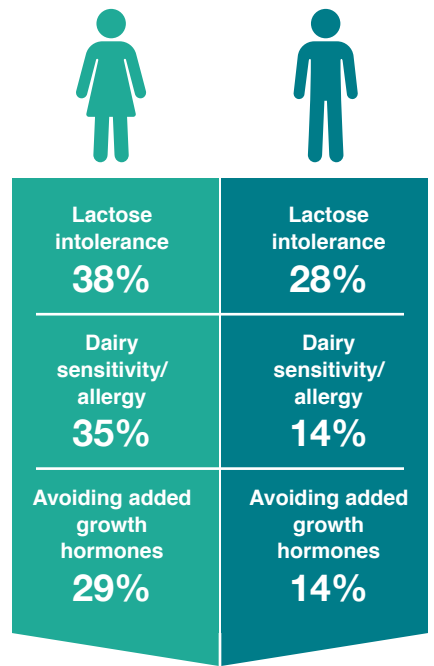 Lactose
intolerance
38%
Dairy
sensitivity/
allergy
35%
Avoiding added
growth
hormones
29%
Lactose
intolerance
28%
Dairy
sensitivity/
allergy
14%
Avoiding added
growth
hormones
14%